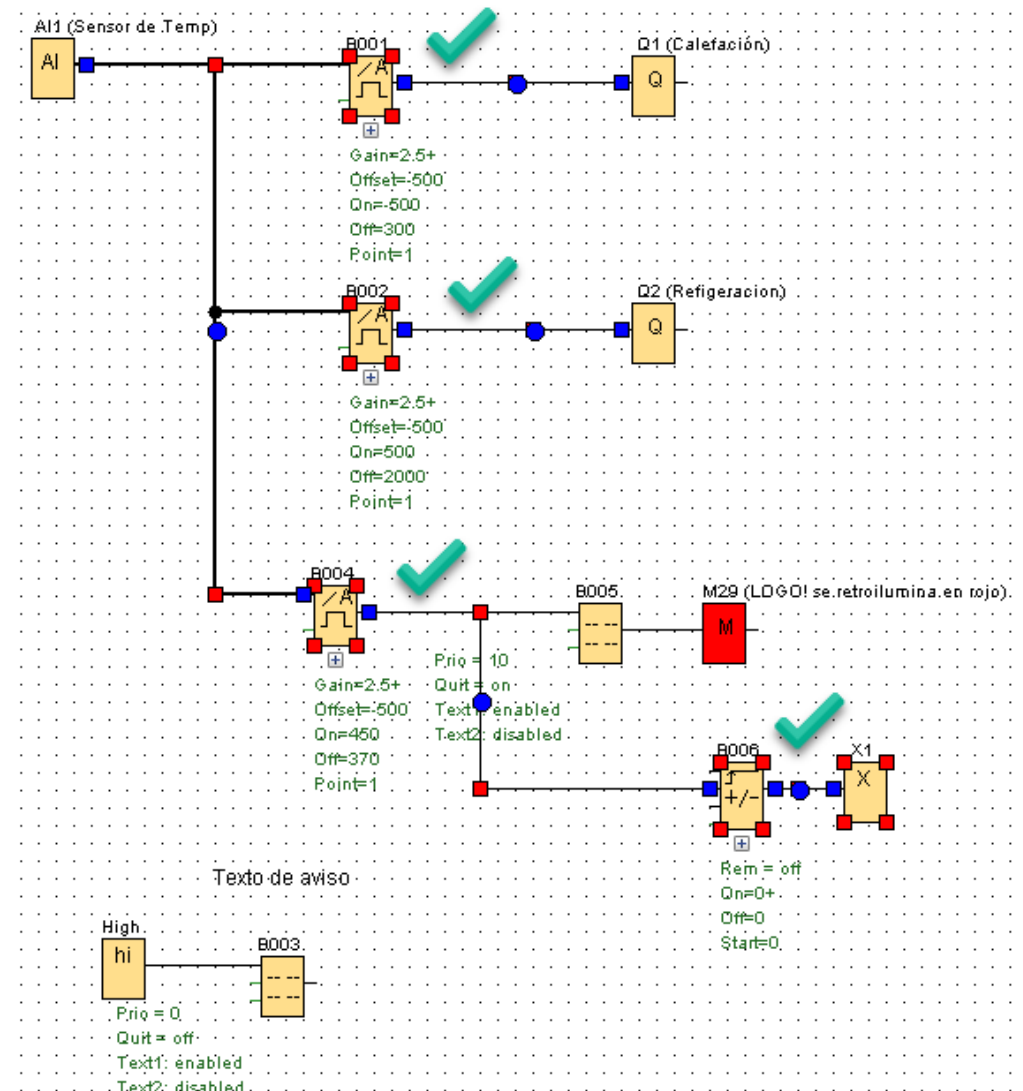 AI1 (Sensor de Temp)
AI
B001
/A
Q1 (Calefación)
Q
Gain=2.5+
Offset=-500
On=-500
Off=300
Point=1
B002
/A
Q2 (Refigeracion)
Q
Gain=2.5+
Offset=-500
On=500
Off=2000
Point=1
B004
/A
B005
M29 (LOGO! se retroilumina en rojo)
M
Gain=2.5+
Offset=-500
On=450
Off=370
Point=1
Prio = 10
Quit = on
Text1: enabled
Text2: disabled
B006
+/-
X1
X
Rem = off
On=0+
Off=0
Start=0
Texto de aviso
High
hi
B003
Prio = 0
Quit = off
Text1: enabled
Text2: disabled